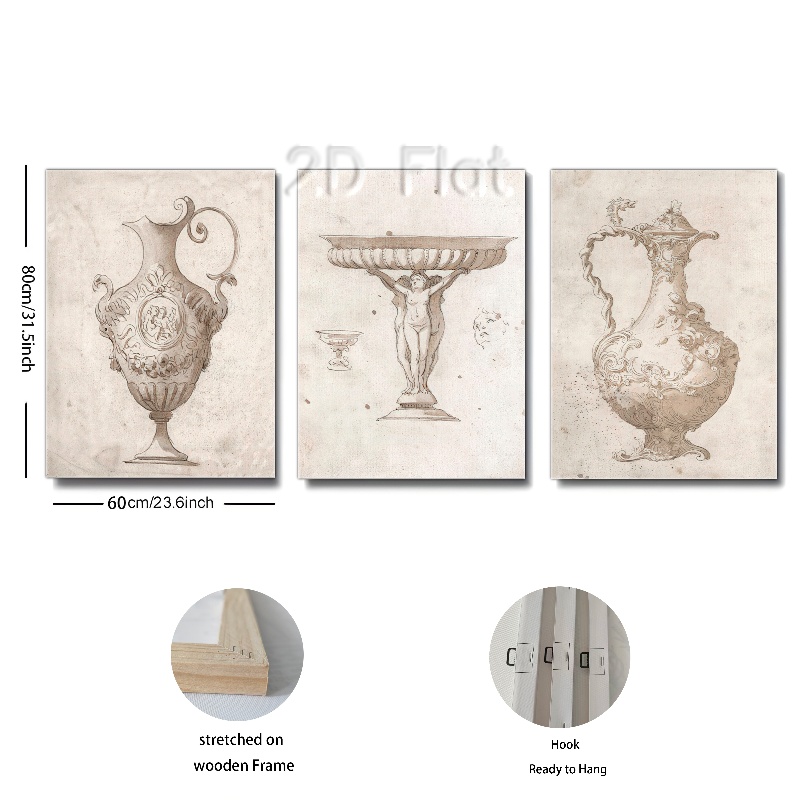 2D Flat
80cm/31.5inch
60cm/23.6inch
stretched on
wooden Frame
Hook
Ready to Hang